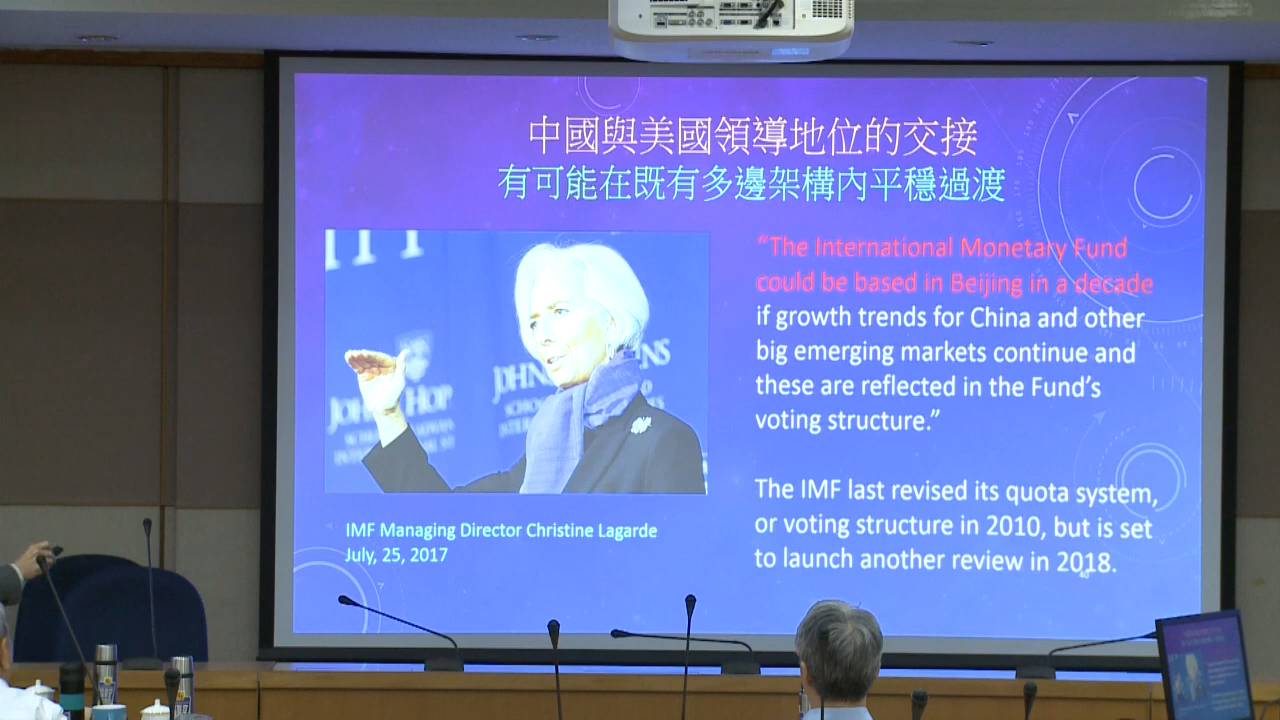 中國與美國領導地位的交接
有可能在既有多邊架構內平穩過渡
“The International Monetary Fund
could be based in Beijing in a decade
if growth trends for China and other
big emerging markets continue and
these are reflected in the Fund’s
voting structure.”
The IMF last revised its quota system,
or voting structure in 2010, but is set
to launch another review in 2018.
IMF Managing Director Christine Lagarde
July, 25, 2017
40